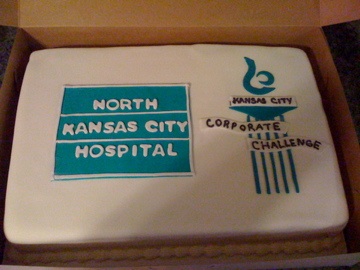 NORTH
KANSAS CITY
HOSPITAL
KANSAS CITY
CORPORATE
CHALLENGE